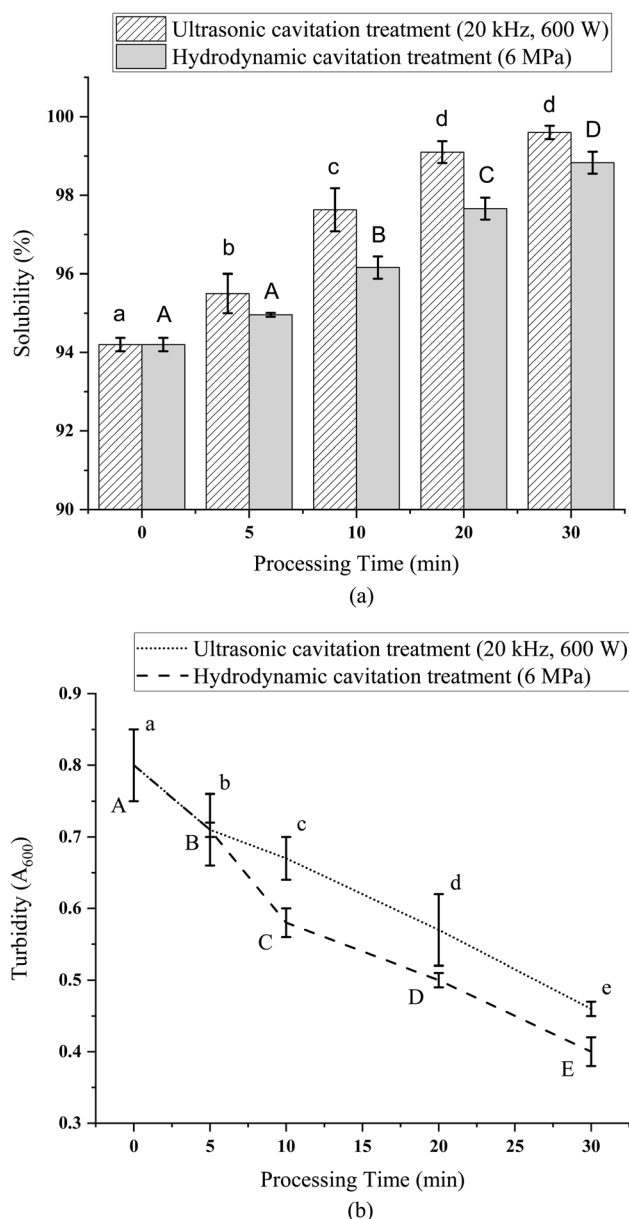 Ultrasonic cavitation treatment (20 kHz, 600 W)
Hydrodynamic cavitation treatment (6 MPa)
100
98
96
94
92
90
Solubility (%)
a
A
b
A
c
B
d
C
d
D
0
5
10
20
30
Processing Time (min)
(a)
Ultrasonic cavitation treatment (20 kHz, 600 W)
Hydrodynamic cavitation treatment (6 MPa)
0.9
0.8
0.7
0.6
0.5
0.4
0.3
Turbidity (A₆₀₀)
a
A
b
B
c
C
d
D
e
E
0
5
10
15
20
25
30
Processing Time (min)
(b)